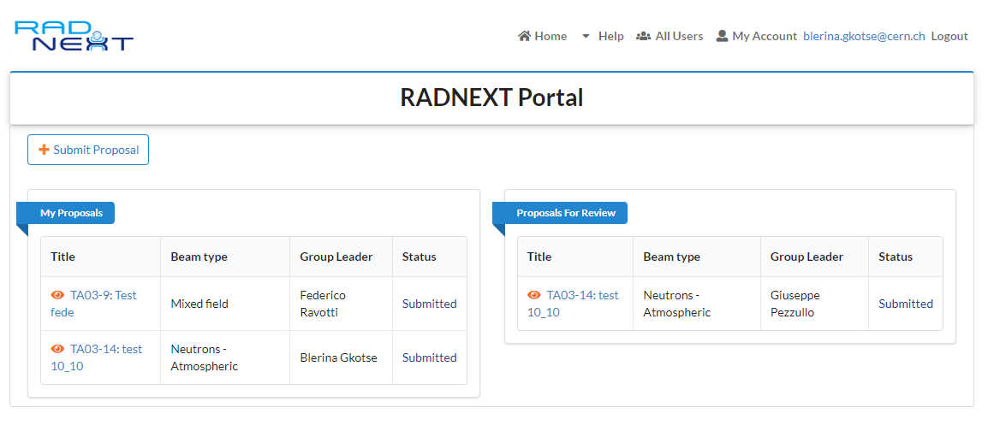 RAD
NEXT
Home Help All Users My Account blerina.gkotse@cern.ch Logout
RADNEXT Portal
Submit Proposal
My Proposals
Title Beam type Group Leader Status
TA03-9: Test
fede
Mixed field
Federico
Ravotti
Submitted
TA03-14: test
10_10
Neutrons -
Atmospheric
Blerina Gkotse
Submitted
Proposals For Review
Title Beam type Group Leader Status
TA03-14: test
10_10
Neutrons -
Atmospheric
Giuseppe
Pezzullo
Submitted